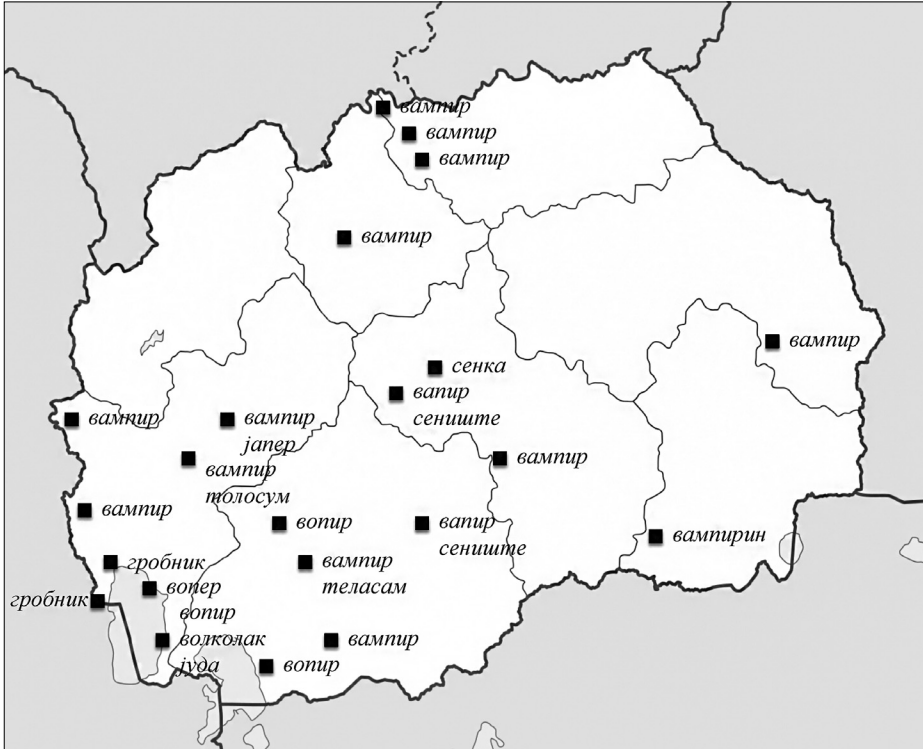 вампир
вампир
вампир
вампир
вампир
сенка
вапир
сениште
вампир
вампир
јапер
вампир
вампир
толосум
вампир
вопир
вапир
сениште
вампирин
гробник
вампир
теласам
вопер
вопир
гробник
волколак
јуда
вампир
вопир